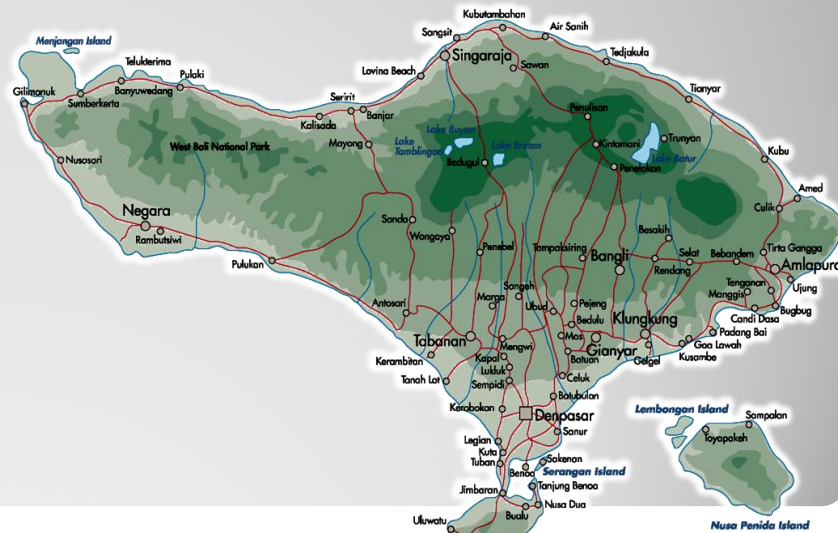 Kubutambahan
Sangsit
Air Sanih
Menjangan Island
Singaraja
Tedjakula
Telukterima
Sawan
Lovina Beach
Pulaki
Gilimanuk
Banyuwedang
Sumberkerta
Seririt
Tianyar
Banjar
Penulisan
Kalisada
Lake Buyan
West Bali National Park
Mayong
Lake
Tamblingan
Trunyan
Kintamani
Lake Bratan
Kubu
Nusasari
Bedugul
Lake Batur
Penelokan
Amed
Negara
Culik
Sanda
Besakih
Rambutsiwi
Wongaya
Penebel
Tampaksiring
Bangli
Selat
Bebandem
Tirta Gangga
Pulukan
Rendang
Amlapura
Sangeh
Tenganan
Ujung
Antosari
Marga
Ubud
Pejeng
Manggis
Bedulu
Klungkung
Candi Dasa
Bugbug
Tabanan
Mas
Padang Bai
Mengwi
Gianyar
Goa Lawah
Kerambitan
Kapal
Batuan
Gelgel
Kusambe
Lukluk
Tanah Lot
Sempidi
Celuk
Batubulan
Kerobokan
Denpasar
Lembongan Island
Sampalan
Sanur
Toyapakeh
Legian
Kuta
Tuban
Sakenan
Benoa
Serangan Island
Jimbaran
Tanjung Benoa
Nusa Dua
Bualu
Uluwatu
Nusa Penida Island